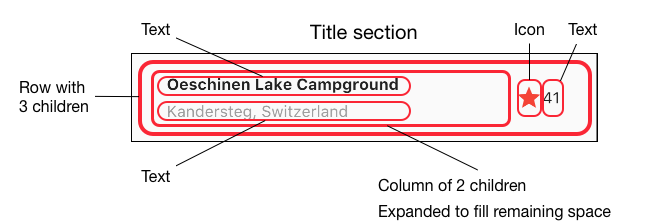 Title section
Text
Icon
Text
Row with
3 children
Oeschinen Lake Campground
Kandersteg, Switzerland
41
Text
Column of 2 children
Expanded to fill remaining space